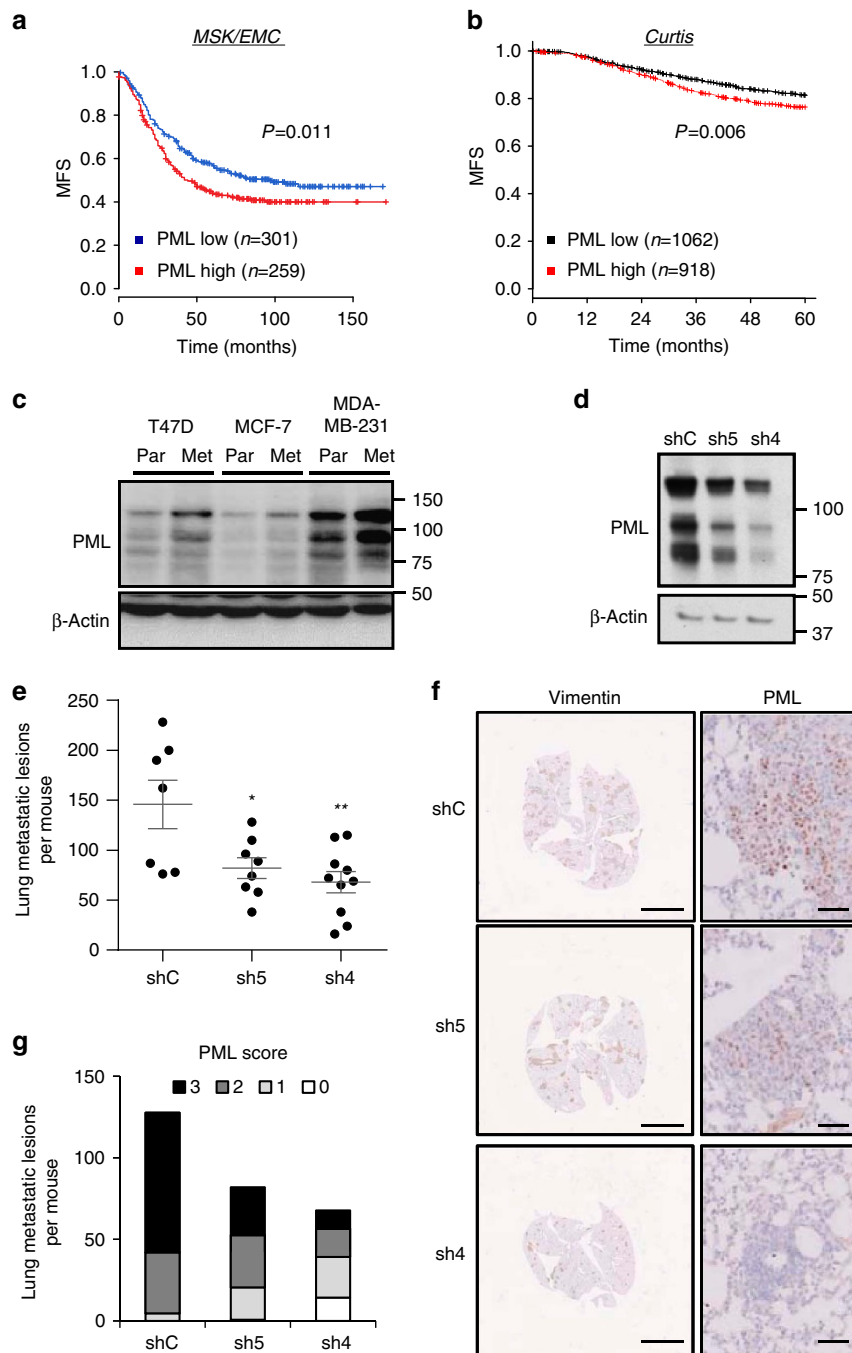 a
MSK/EMC
1.0
0.8
0.6
0.4
0.2
0.0
MFS
P=0.011
PML low (n=301)
PML high (n=259)
0 50 100 150
Time (months)
b
Curtis
1.0
0.8
0.6
0.4
0.2
0.0
MFS
P=0.006
PML low (n=1062)
PML high (n=918)
0 12 24 36 48 60
Time (months)
c
T47D MCF-7 MDA-
MB-231
Par Met Par Met Par Met
PML
150
100
75
50
β-Actin
d
shC sh5 sh4
PML
100
75
50
β-Actin
37
e
Lung metastatic lesions
per mouse
250
200
150
100
50
0
*
**
shC sh5 sh4
f
Vimentin PML
shC
sh5
sh4
g
PML score
3 2 1 0
Lung metastatic lesions
per mouse
150
100
50
0
shC sh5 sh4